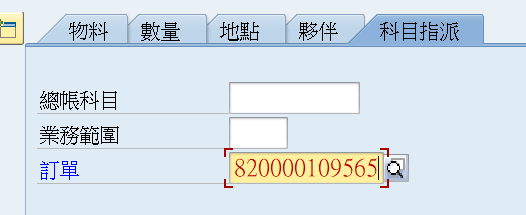 物料 數量 地點 夥伴 科目指派
總帳科目
業務範圍
訂單 820000109565